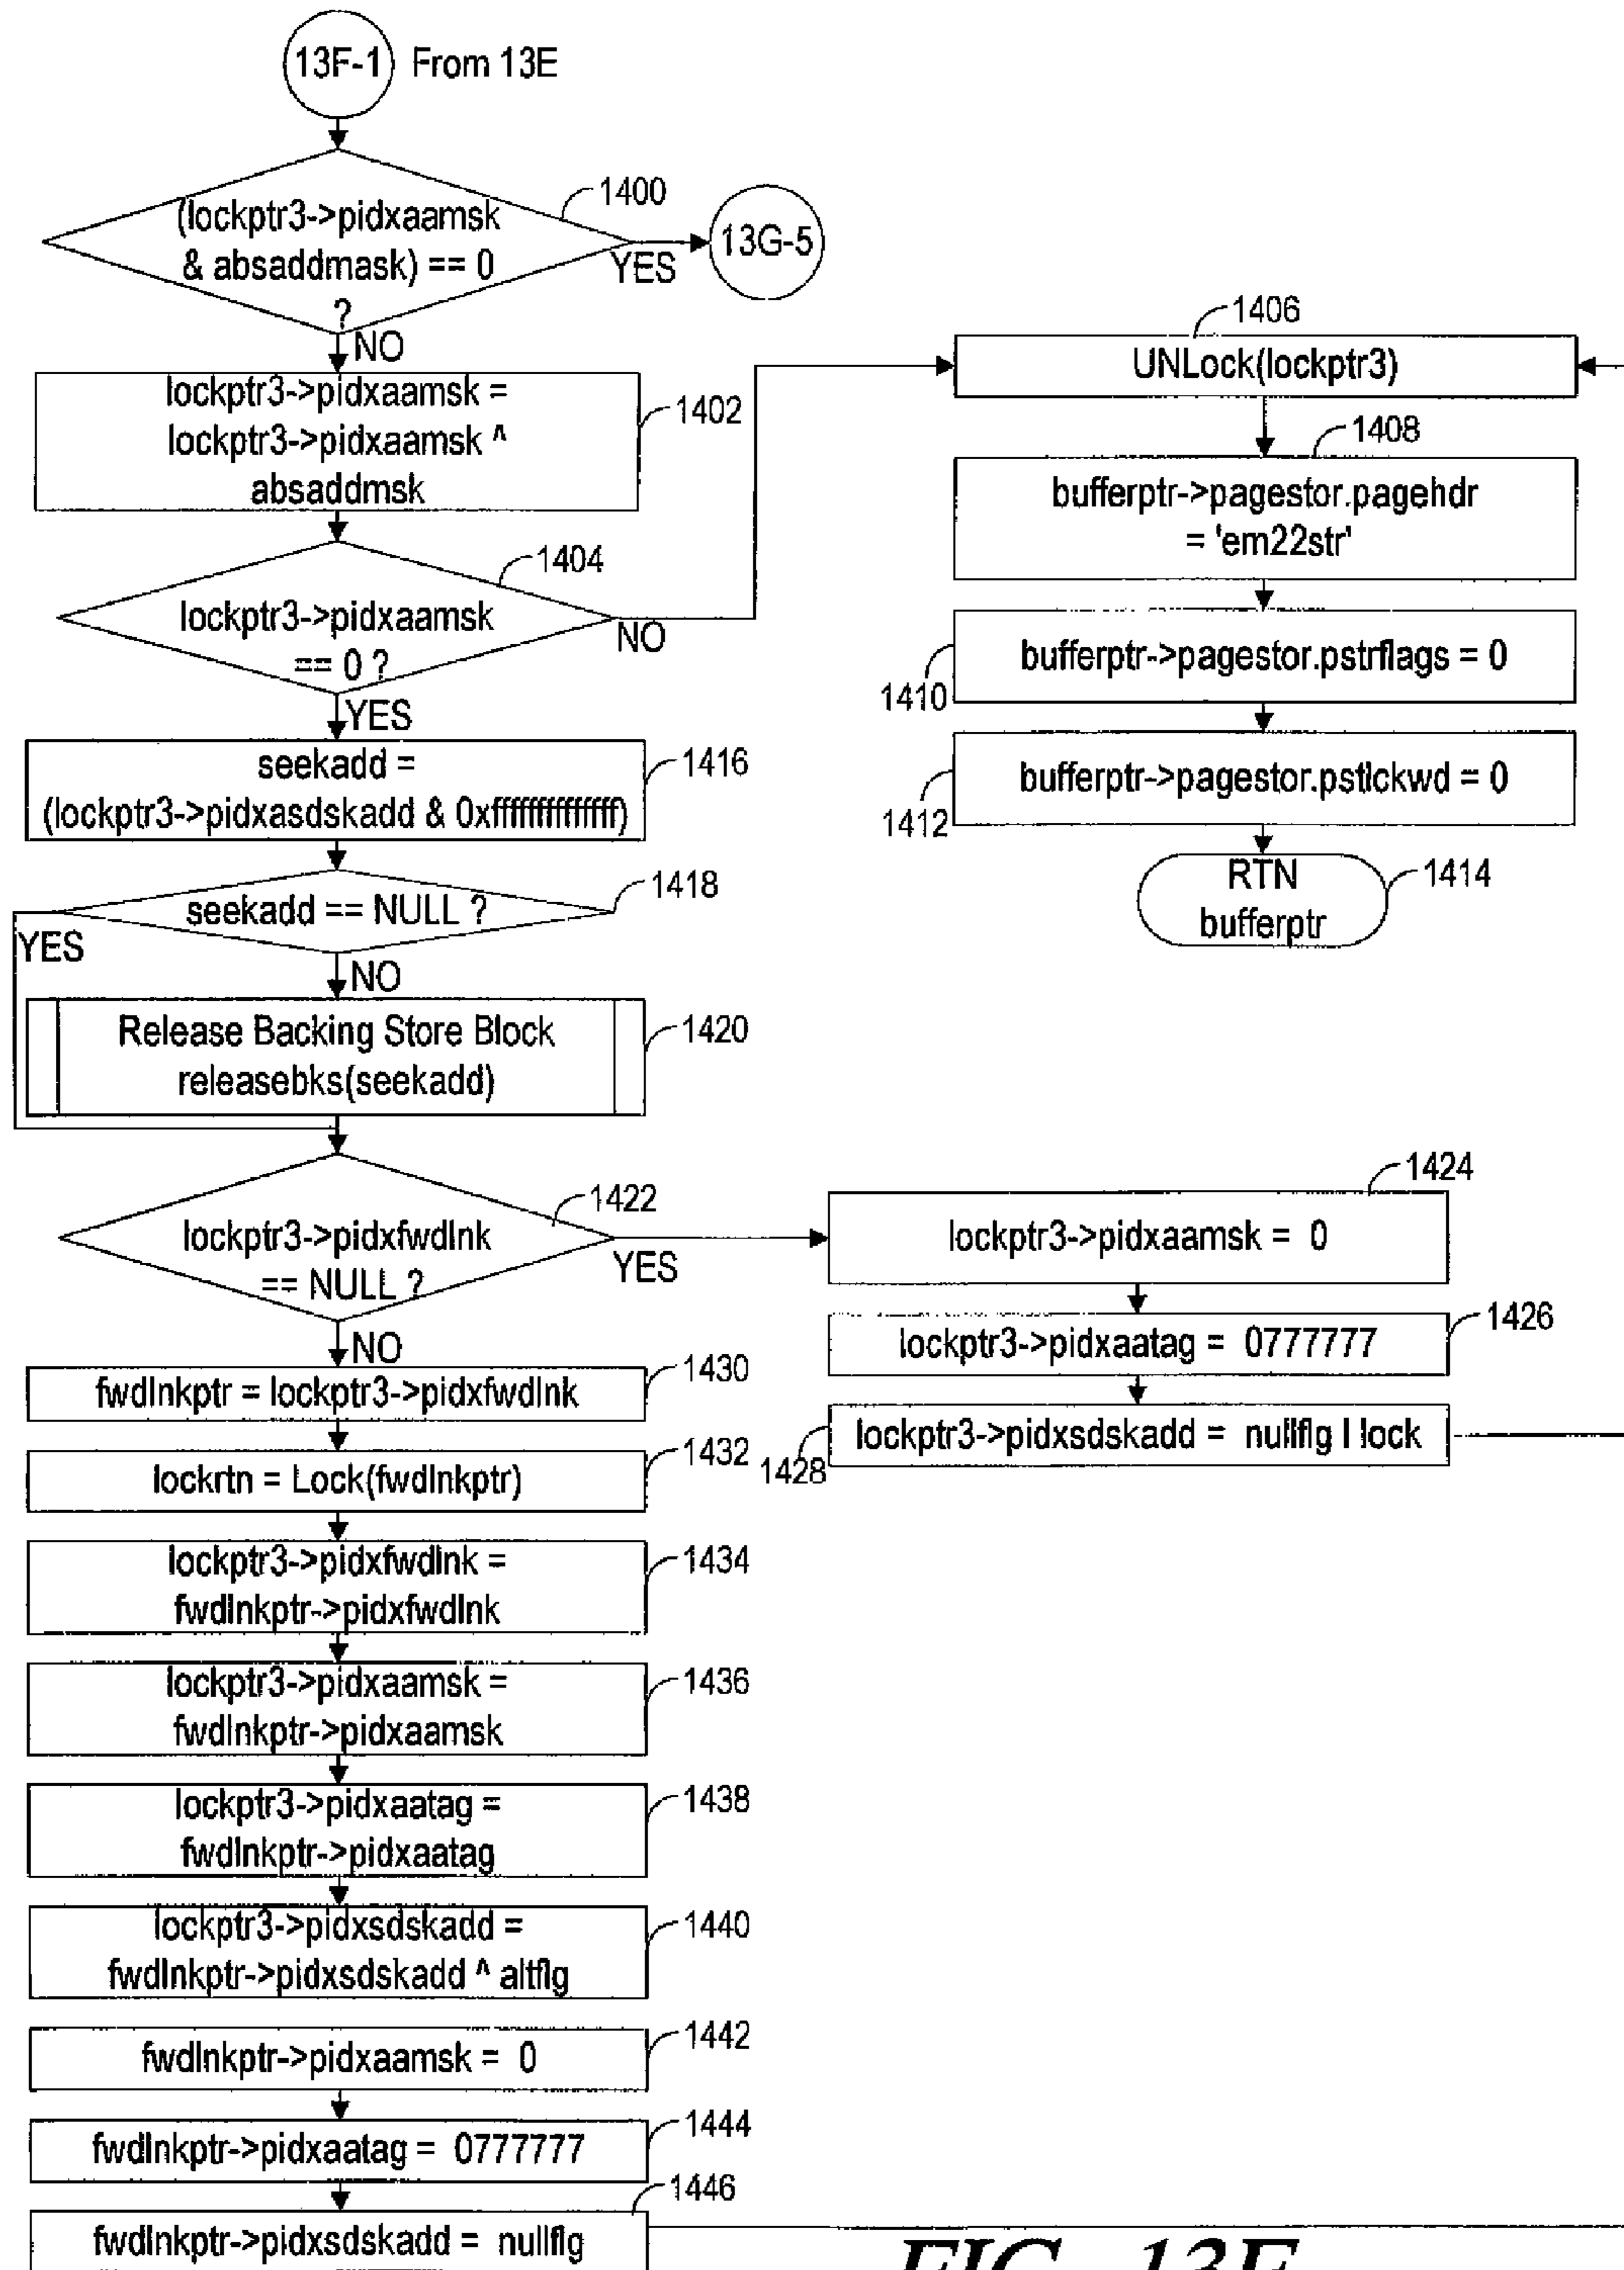 13F-1 From 13E
1400
(lockptr3->pidxaamsk
& absaddmask) == 0
?
YES
13G-5
NO
lockptr3->pidxaamsk =
lockptr3->pidxaamsk ^
absaddmsk
1402
1404
lockptr3->pidxaamsk
== 0 ?
NO
YES
1406
UNLock(lockptr3)
1408
bufferptr->pagestor.pagehdr
= 'em22str'
bufferptr->pagestor.pstrflags = 0
1410
bufferptr->pagestor.pstlckwd = 0
1412
RTN
bufferptr
1414
seekadd =
(lockptr3->pidxasdskadd & 0xffffffffffffff)
1416
seekadd == NULL ?
1418
YES
NO
Release Backing Store Block
releasebks(seekadd)
1420
1422
lockptr3->pidxfwdlnk
== NULL ?
YES
NO
1424
lockptr3->pidxaamsk = 0
1426
lockptr3->pidxaatag = 0777777
lockptr3->pidxsdskadd = nullflg | lock
1428
fwdlnkptr = lockptr3->pidxfwdlnk
1430
lockrtn = Lock(fwdlnkptr)
1432
lockptr3->pidxfwdlnk =
fwdlnkptr->pidxfwdlnk
1434
lockptr3->pidxaamsk =
fwdlnkptr->pidxaamsk
1436
lockptr3->pidxaatag =
fwdlnkptr->pidxaatag
1438
lockptr3->pidxsdskadd =
fwdlnkptr->pidxsdskadd ^ altflg
1440
fwdlnkptr->pidxaamsk = 0
1442
fwdlnkptr->pidxaatag = 0777777
1444
1446
fwdlnkptr->pidxsdskadd = nullflg
FIG. 13F